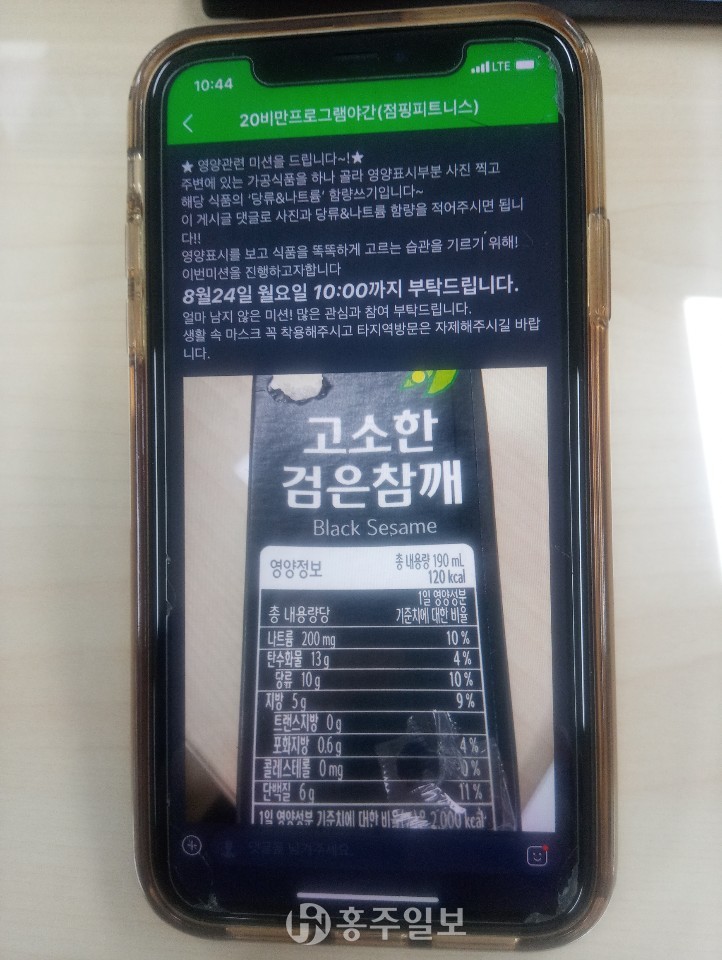 10:44
LTE
20비만프로그램야간(점핑피트니스)
★ 영양관련 미션을 드립니다~!★
주변에 있는 가공식품을 하나 골라 영양표시부분 사진 찍고
해당 식품의 '당류&나트륨' 함량쓰기입니다~
이 게시글 댓글로 사진과 당류&나트륨 함량을 적어주시면 됩니
다!!
영양표시를 보고 식품을 똑똑하게 고르는 습관을 기르기 위해!
이번미션을 진행하고자합니다
8월24일 월요일 10:00까지 부탁드립니다.
얼마 남지 않은 미션! 많은 관심과 참여 부탁드립니다.
생활 속 마스크 꼭 착용해주시고 타지역방문은 자제해주시길 바랍
니다.
고소한
검은참깨
Black Sesame
영양정보 총 내용량 190 mL
120 kcal
총 내용량당 1일 영양성분
기준치에 대한 비율
나트륨 200 mg 10 %
탄수화물 13 g 4 %
당류 10 g 10 %
지방 5 g 9 %
트랜스지방 0 g
포화지방 0.6 g 4 %
콜레스테롤 0 mg 0 %
단백질 6 g 11 %
1일 영양성분 기준치에 대한 비율(%)은 2,000 kcal
홍주일보